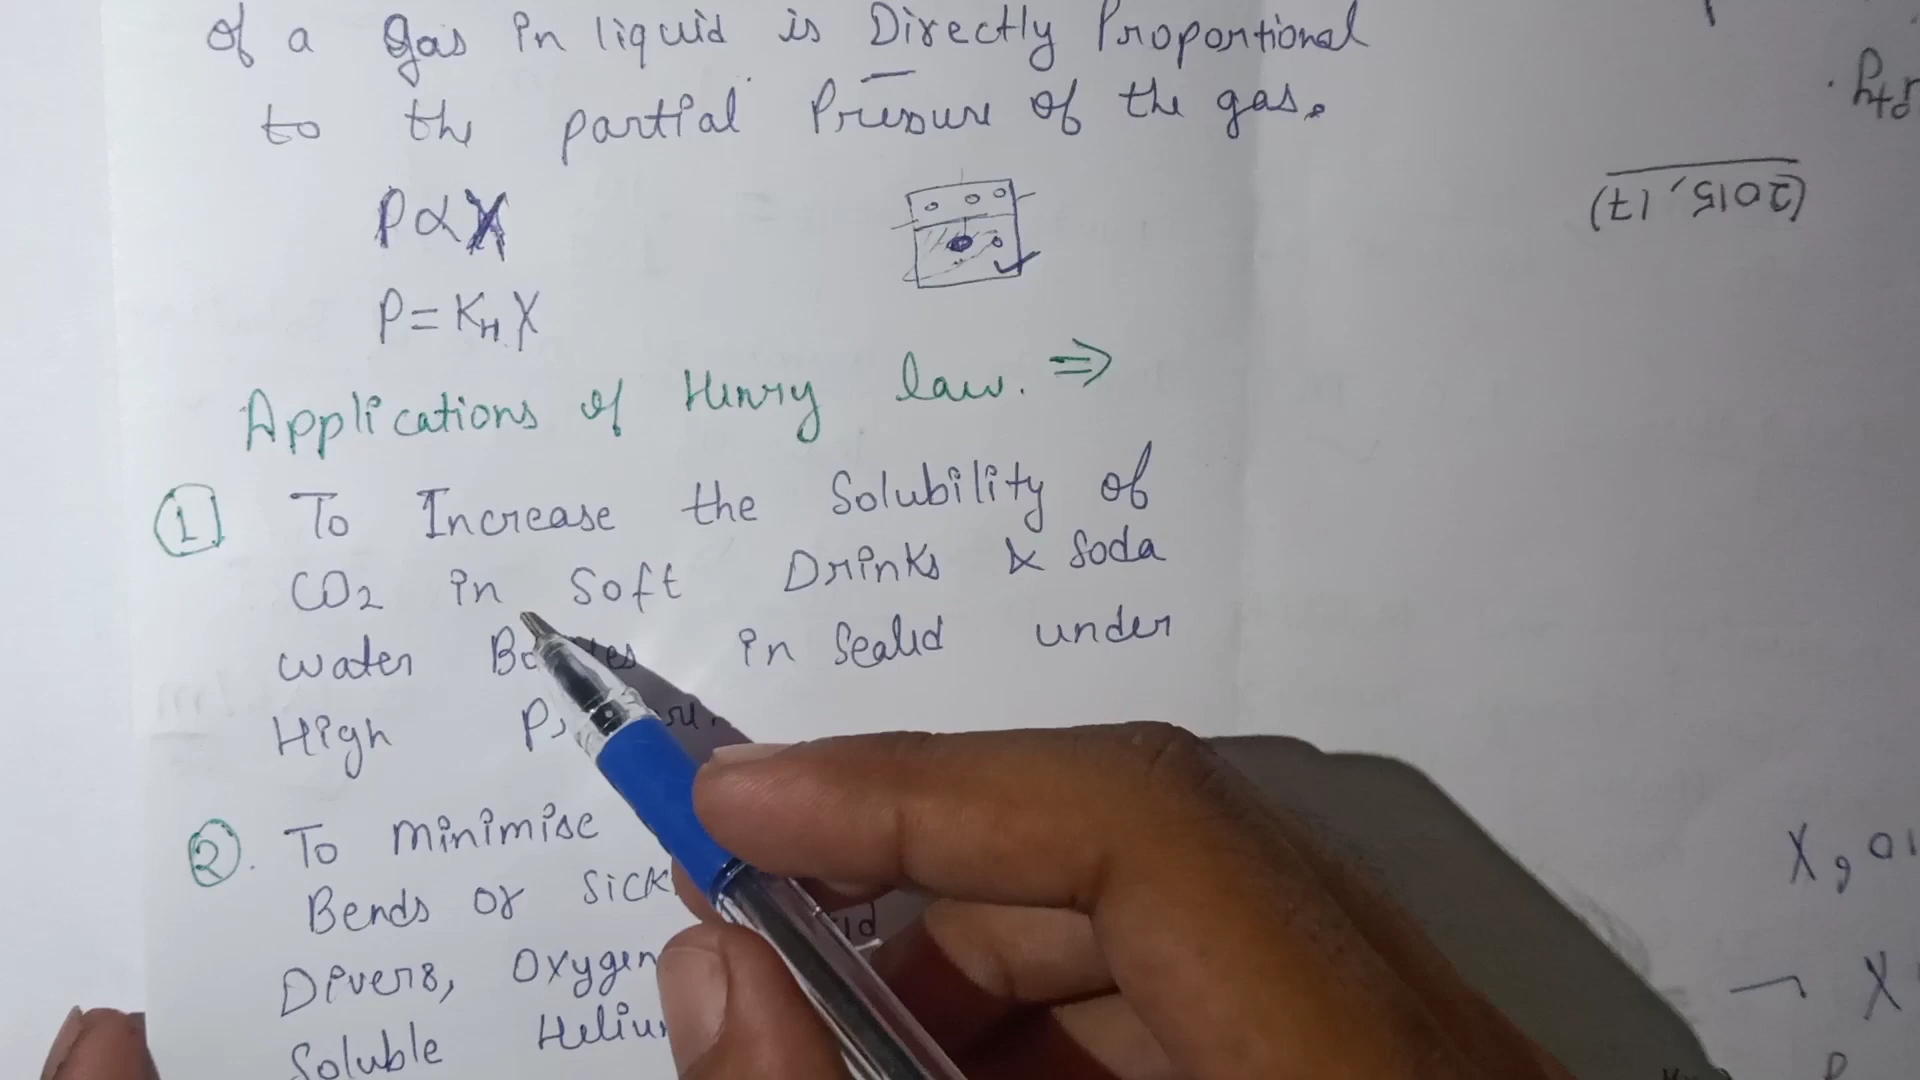 of a gas in liquid is Directly Proportional
to the partial Pressure of the gas.
P ∝ X
P = KH X
Applications of Henry law. ⇒
1 To Increase the Solubility of
CO2 in Soft Drinks & Soda
water in Sealed under
High
2. To minimise
Bends or
Divers, Oxygen
Soluble
(2015, 17)